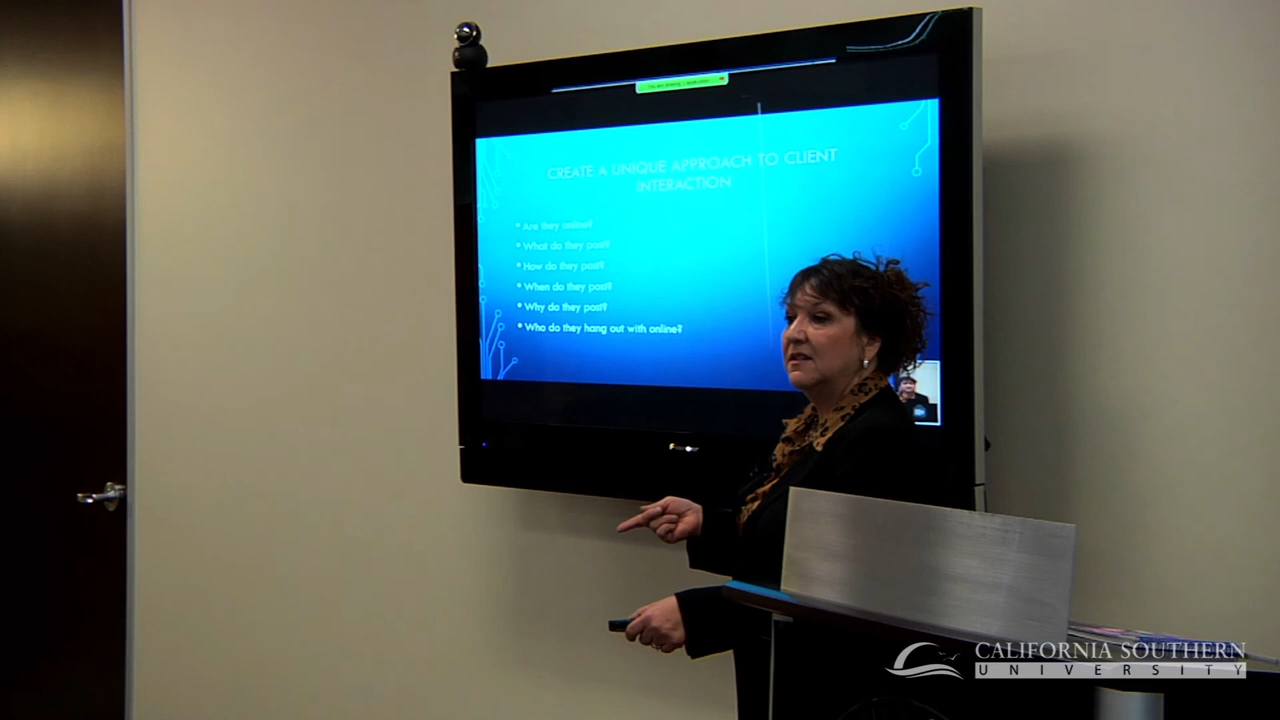 CREATE A UNIQUE APPROACH TO CLIENT
INTERACTION
• Are they online?
• What do they post?
• How do they post?
• When do they post?
• Why do they post?
• Who do they hang out with online?
CALIFORNIA SOUTHERN
UNIVERSITY